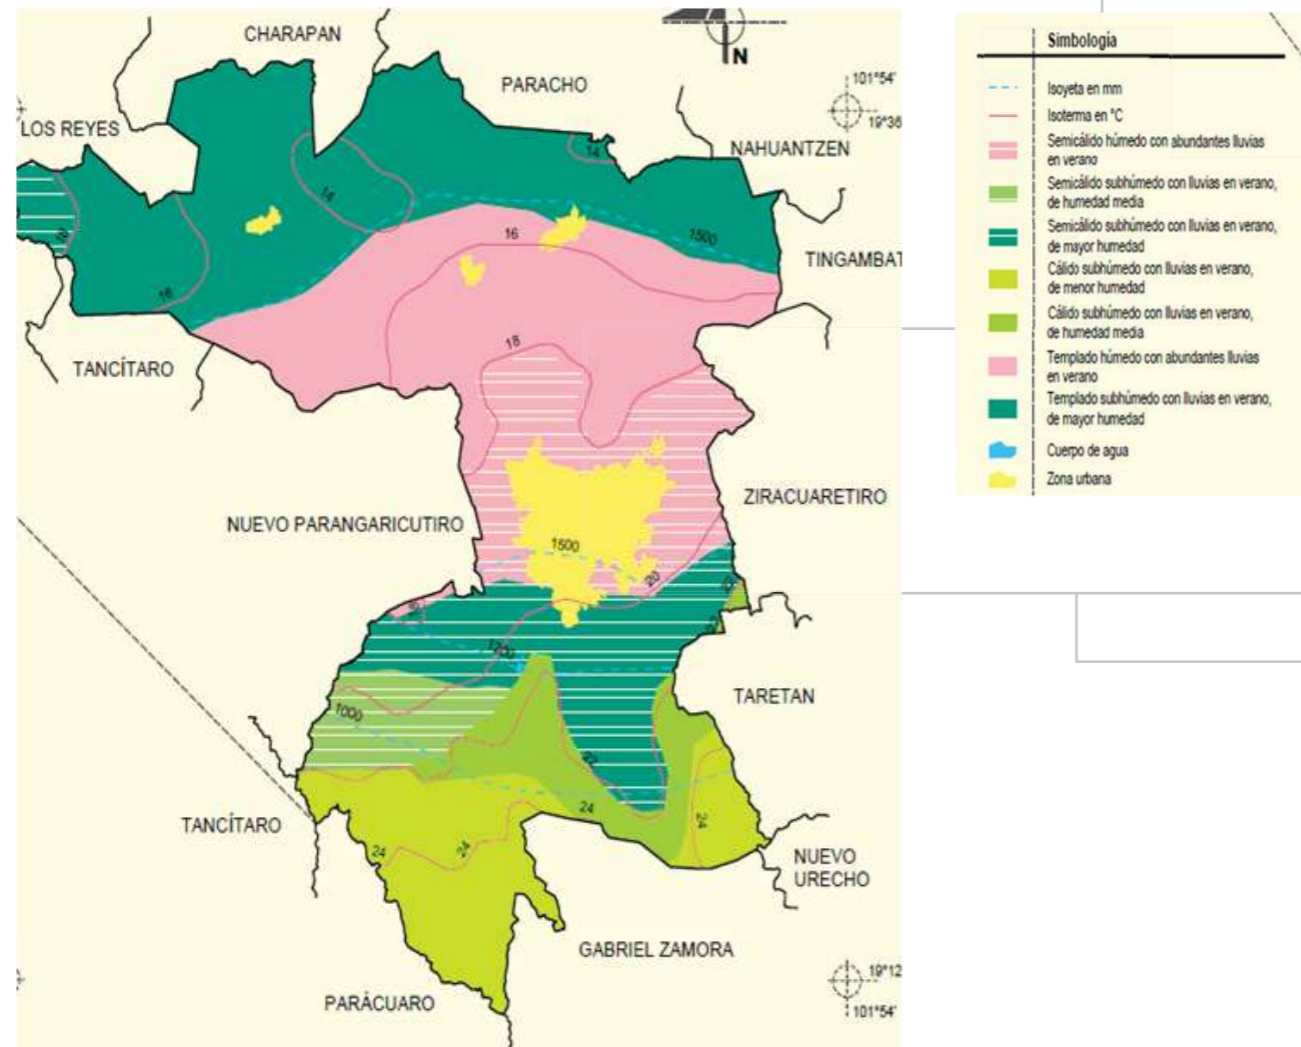 CHARAPAN
N
PARACHO
101°54'
19°36
LOS REYES
NAHUANTZEN
14
14
1500
16
18
16
TINGAMBAT
18
TANCÍTARO
ZIRACUARETIRO
NUEVO PARANGARICUTIRO
1500
20
22
1200
TARETAN
1000
22
TANCÍTARO
24
24
24
24
NUEVO
URECHO
GABRIEL ZAMORA
19°12
PARÁCUARO
101°54'
Simbología
Isoyeta en mm
Isoterma en °C
Semicálido húmedo con abundantes lluvias
en verano
Semicálido subhúmedo con lluvias en verano,
de humedad media
Semicálido subhúmedo con lluvias en verano,
de mayor humedad
Cálido subhúmedo con lluvias en verano,
de menor humedad
Cálido subhúmedo con lluvias en verano,
de humedad media
Templado húmedo con abundantes lluvias
en verano
Templado subhúmedo con lluvias en verano,
de mayor humedad
Cuerpo de agua
Zona urbana